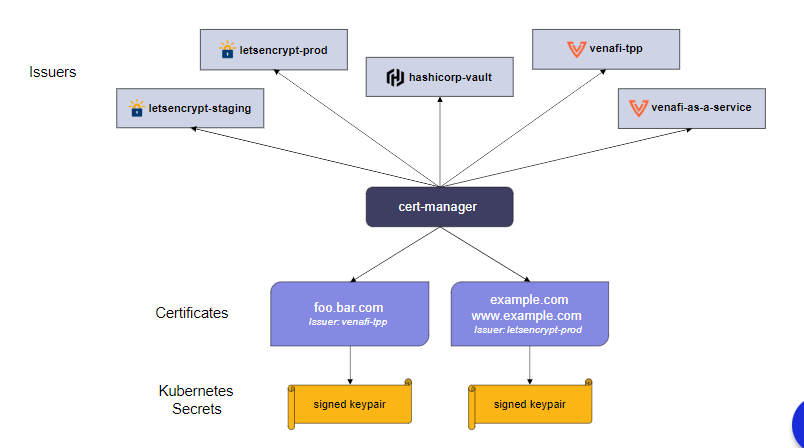 Issuers
letsencrypt-prod
venafi-tpp
hashicorp-vault
letsencrypt-staging
venafi-as-a-service
cert-manager
Certificates
foo.bar.com
Issuer: venafi-tpp
example.com
www.example.com
Issuer: letsencrypt-prod
Kubernetes
Secrets
signed keypair
signed keypair